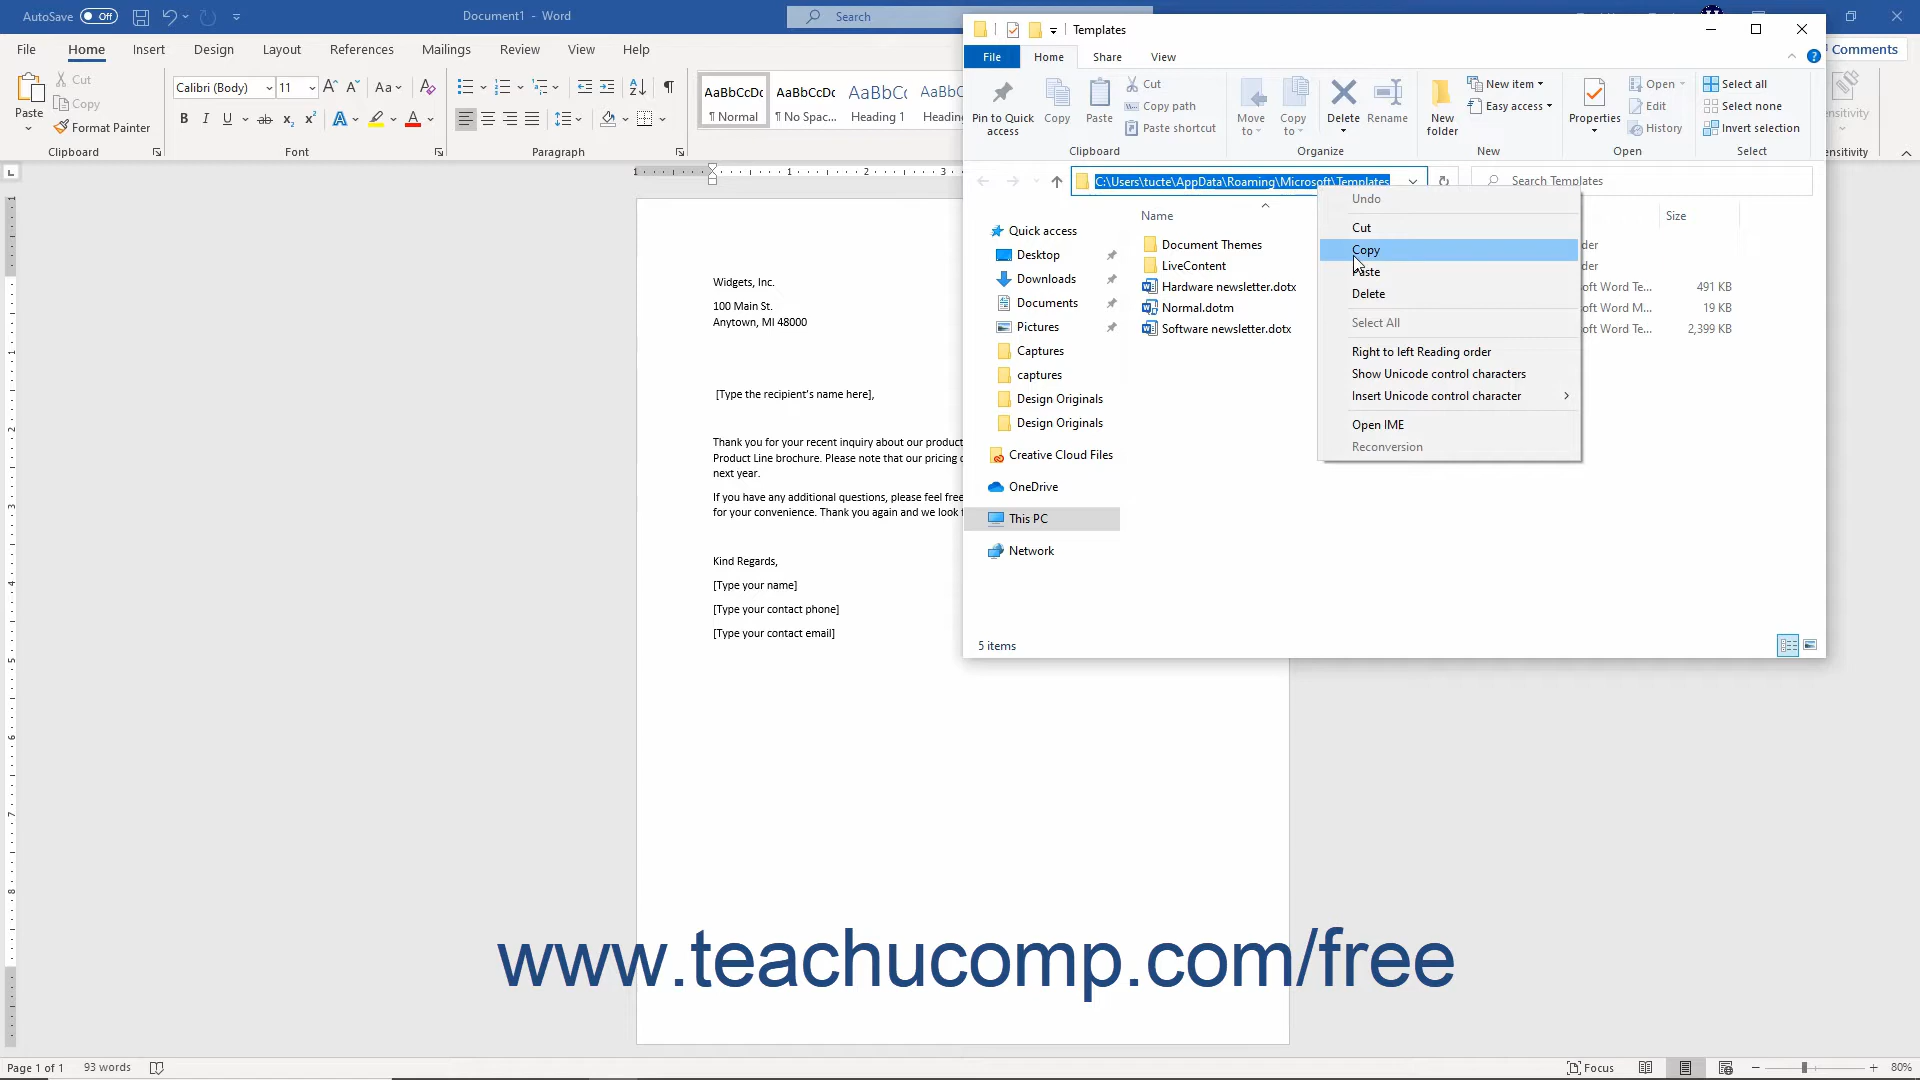 AutoSave Off
Document1 - Word
Search
File Home Insert Design Layout References Mailings Review View Help
Comments
Paste
Cut
Copy
Format Painter
Clipboard
Calibri (Body) 11
Font
Paragraph
AaBbCcDc AaBbCcDc AaBbCc
¶ Normal ¶ No Spac... Heading 1
Templates
File Home Share View
Pin to Quick access
Copy
Paste
Cut
Copy path
Paste shortcut
Clipboard
Move to
Copy to
Delete
Rename
Organize
New folder
New item
Easy access
New
Properties
Open
Edit
History
Open
Select all
Select none
Invert selection
Select
C:\Users\tucte\AppData\Roaming\Microsoft\Templates
Search Templates
Name
Size
Quick access
Desktop
Downloads
Documents
Pictures
Captures
captures
Design Originals
Design Originals
Creative Cloud Files
OneDrive
This PC
Network
Document Themes
LiveContent
Hardware newsletter.dotx
491 KB
Normal.dotm
19 KB
Software newsletter.dotx
2,399 KB
Undo
Cut
Copy
Paste
Delete
Select All
Right to left Reading order
Show Unicode control characters
Insert Unicode control character
Open IME
Reconversion
5 items
Widgets, Inc.
100 Main St.
Anytown, MI 48000
[Type the recipient's name here],
Thank you for your recent inquiry about our product
Product Line brochure. Please note that our pricing
next year.
If you have any additional questions, please feel free
for your convenience. Thank you again and we look
Kind Regards,
[Type your name]
[Type your contact phone]
[Type your contact email]
www.teachucomp.com/free
Page 1 of 1 93 words
Focus
80%